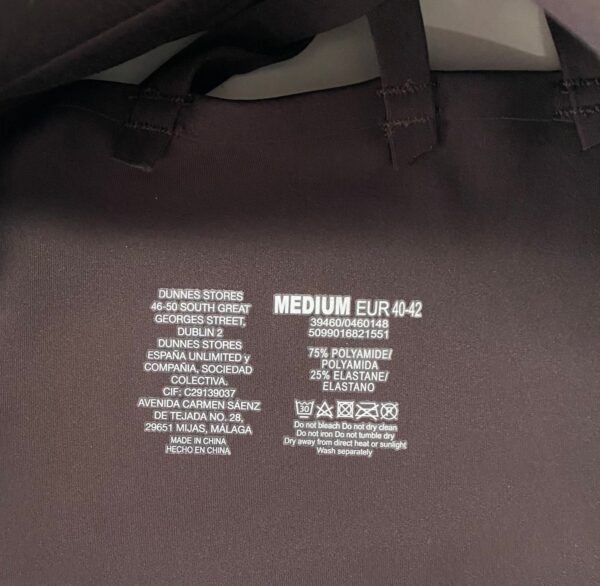 DUNNES STORES
46-50 SOUTH GREAT
GEORGES STREET,
DUBLIN 2
DUNNES STORES
ESPAÑA UNLIMITED y
COMPAÑIA, SOCIEDAD
COLECTIVA.
CIF: C29139037
AVENIDA CARMEN SÁENZ
DE TEJADA NO. 28,
29651 MIJAS, MÁLAGA
MADE IN CHINA
HECHO EN CHINA
MEDIUM EUR 40-42
39460/0460148
5099016821551
75% POLYAMIDE/
POLYAMIDA
25% ELASTANE/
ELASTANO
30
Do not bleach Do not dry clean
Do not iron Do not tumble dry
Dry away from direct heat or sunlight
Wash separately